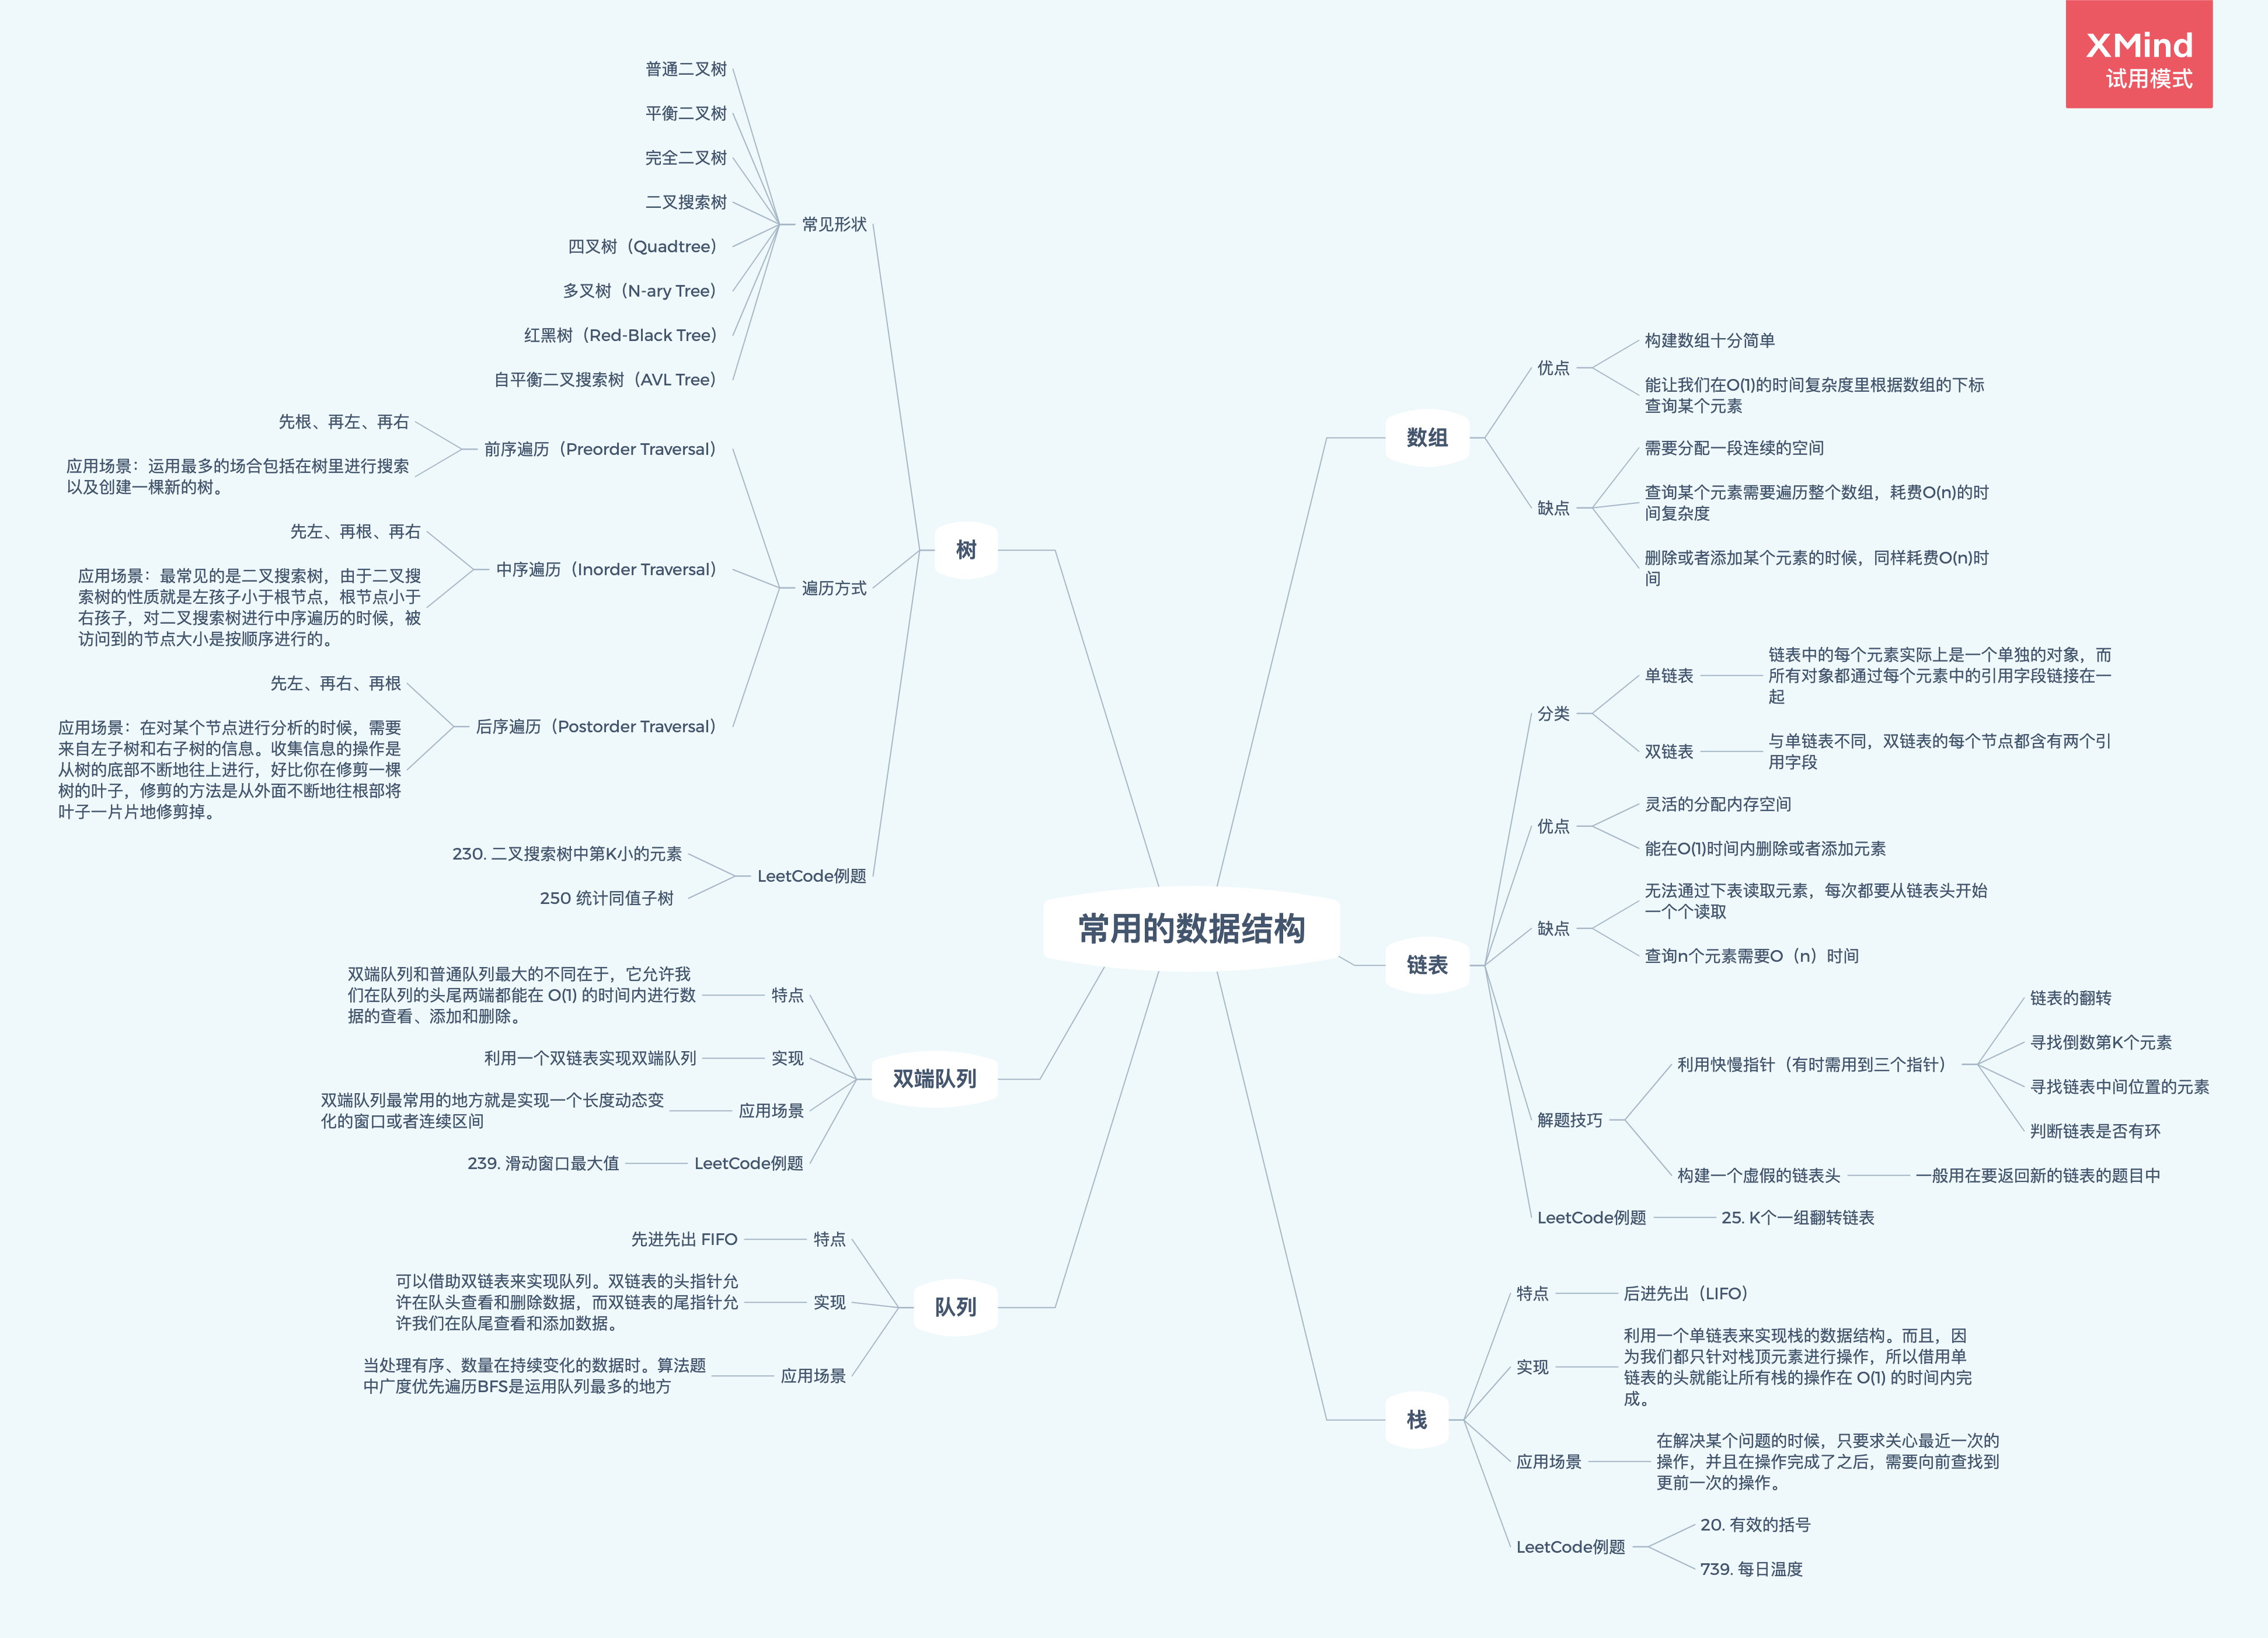 XMind
试用模式
常用的数据结构
数组
优点
构建数组十分简单
能让我们在O(1)的时间复杂度里根据数组的下标
查询某个元素
缺点
需要分配一段连续的空间
查询某个元素需要遍历整个数组，耗费O(n)的时
间复杂度
删除或者添加某个元素的时候，同样耗费O(n)时
间
链表
分类
单链表
链表中的每个元素实际上是一个单独的对象，而
所有对象都通过每个元素中的引用字段链接在一
起
双链表
与单链表不同，双链表的每个节点都含有两个引
用字段
优点
灵活的分配内存空间
能在O(1)时间内删除或者添加元素
缺点
无法通过下表读取元素，每次都要从链表头开始
一个个读取
查询n个元素需要O（n）时间
解题技巧
利用快慢指针（有时需用到三个指针）
链表的翻转
寻找倒数第K个元素
寻找链表中间位置的元素
判断链表是否有环
构建一个虚假的链表头
一般用在要返回新的链表的题目中
LeetCode例题
25. K个一组翻转链表
栈
特点
后进先出（LIFO）
实现
利用一个单链表来实现栈的数据结构。而且，因
为我们都只针对栈顶元素进行操作，所以借用单
链表的头就能让所有栈的操作在 O(1) 的时间内完
成。
应用场景
在解决某个问题的时候，只要求关心最近一次的
操作，并且在操作完成了之后，需要向前查找到
更前一次的操作。
LeetCode例题
20. 有效的括号
739. 每日温度
树
常见形状
普通二叉树
平衡二叉树
完全二叉树
二叉搜索树
四叉树（Quadtree）
多叉树（N-ary Tree）
红黑树（Red-Black Tree）
自平衡二叉搜索树（AVL Tree）
遍历方式
前序遍历（Preorder Traversal）
先根、再左、再右
应用场景：运用最多的场合包括在树里进行搜索
以及创建一棵新的树。
中序遍历（Inorder Traversal）
先左、再根、再右
应用场景：最常见的是二叉搜索树，由于二叉搜
索树的性质就是左孩子小于根节点，根节点小于
右孩子，对二叉搜索树进行中序遍历的时候，被
访问到的节点大小是按顺序进行的。
后序遍历（Postorder Traversal）
先左、再右、再根
应用场景：在对某个节点进行分析的时候，需要
来自左子树和右子树的信息。收集信息的操作是
从树的底部不断地往上进行，好比你在修剪一棵
树的叶子，修剪的方法是从外面不断地往根部将
叶子一片片地修剪掉。
LeetCode例题
230. 二叉搜索树中第K小的元素
250 统计同值子树
双端队列
特点
双端队列和普通队列最大的不同在于，它允许我
们在队列的头尾两端都能在 O(1) 的时间内进行数
据的查看、添加和删除。
实现
利用一个双链表实现双端队列
应用场景
双端队列最常用的地方就是实现一个长度动态变
化的窗口或者连续区间
LeetCode例题
239. 滑动窗口最大值
队列
特点
先进先出 FIFO
实现
可以借助双链表来实现队列。双链表的头指针允
许在队头查看和删除数据，而双链表的尾指针允
许我们在队尾查看和添加数据。
应用场景
当处理有序、数量在持续变化的数据时。算法题
中广度优先遍历BFS是运用队列最多的地方